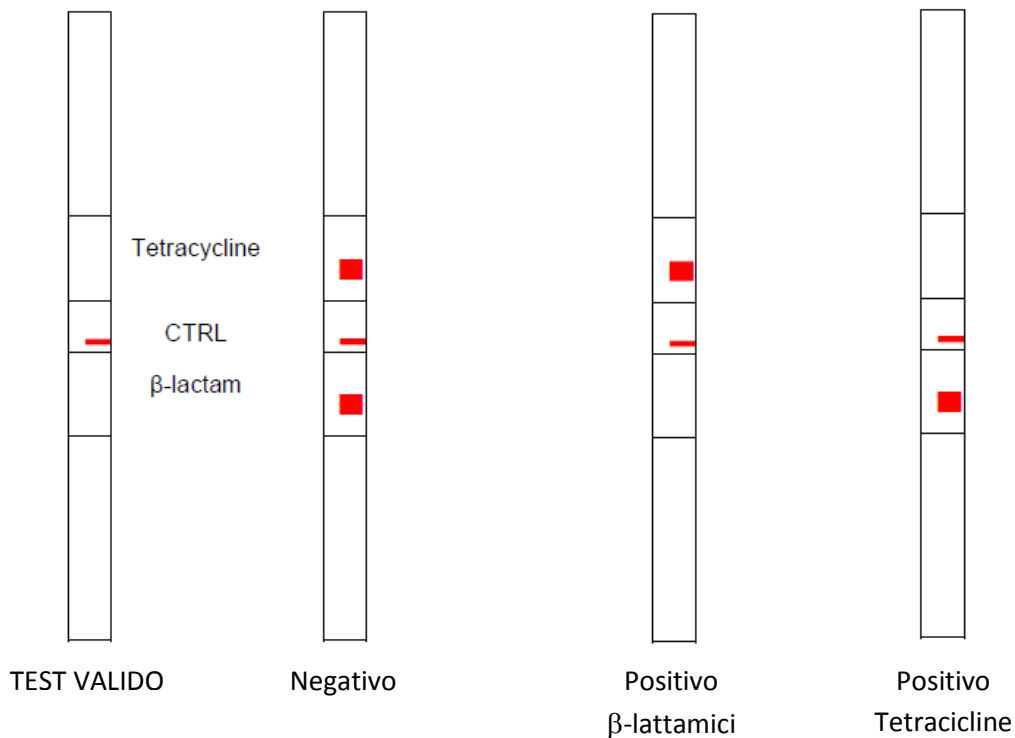 Tetracycline
CTRL
β-lactam
TEST VALIDO
Negativo
Positivo
β-lattamici
Positivo
Tetracicline